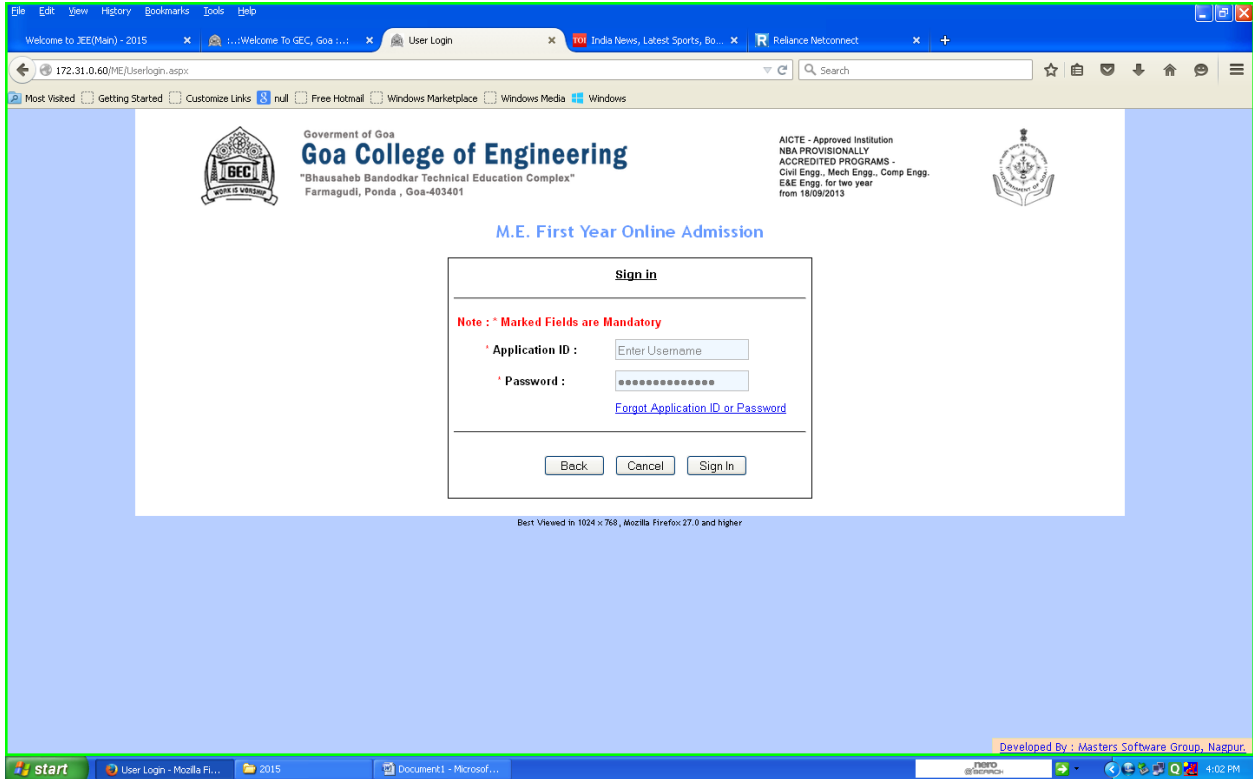 File Edit View History Bookmarks Tools Help
Welcome to JEE(Main) - 2015 :..:Welcome To GEC, Goa :..: User Login TOI India News, Latest Sports, Bo... R Reliance Netconnect
172.31.0.60/ME/Userlogin.aspx Search
Most Visited Getting Started Customize Links 8 null Free Hotmail Windows Marketplace Windows Media Windows
GEC
WORK IS WORSHIP
Goverment of Goa
Goa College of Engineering
"Bhausaheb Bandodkar Technical Education Complex"
Farmagudi, Ponda , Goa-403401
AICTE - Approved Institution
NBA PROVISIONALLY
ACCREDITED PROGRAMS -
Civil Engg., Mech Engg., Comp Engg.
E&E Engg. for two year
from 18/09/2013
GOVERNMENT OF GOA
M.E. First Year Online Admission
Sign in
Note : * Marked Fields are Mandatory
* Application ID : Enter Username
* Password :
Forgot Application ID or Password
Back Cancel Sign In
Best Viewed in 1024 x 768, Mozilla Firefox 27.0 and higher
Developed By : Masters Software Group, Nagpur.
start User Login - Mozilla Fi... 2015 Document1 - Microsof... nero SEARCH 4:02 PM